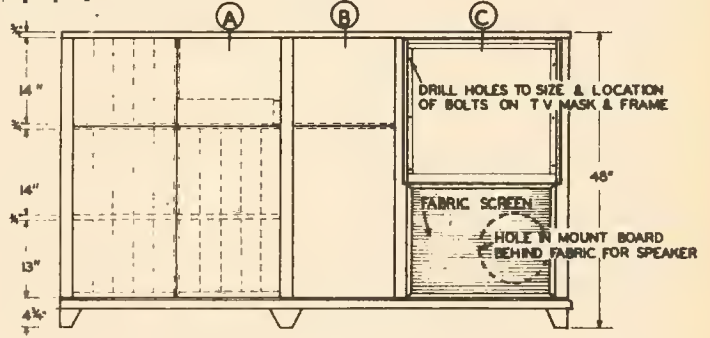 A
B
C
¾"
14"
¾"
14"
¾"
13"
4¾"
DRILL HOLES TO SIZE & LOCATION
OF BOLTS ON TV MASK & FRAME
48"
FABRIC SCREEN
HOLE IN MOUNT BOARD
BEHIND FABRIC FOR SPEAKER